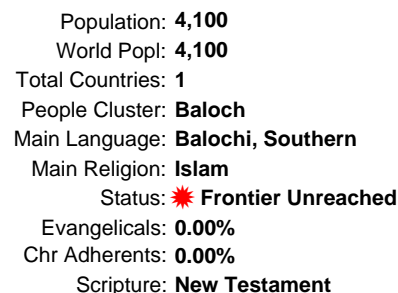 Population: 4,100
World Popl: 4,100
Total Countries: 1
People Cluster: Baloch
Main Language: Balochi, Southern
Main Religion: Islam
Status: Frontier Unreached
Evangelicals: 0.00%
Chr Adherents: 0.00%
Scripture: New Testament